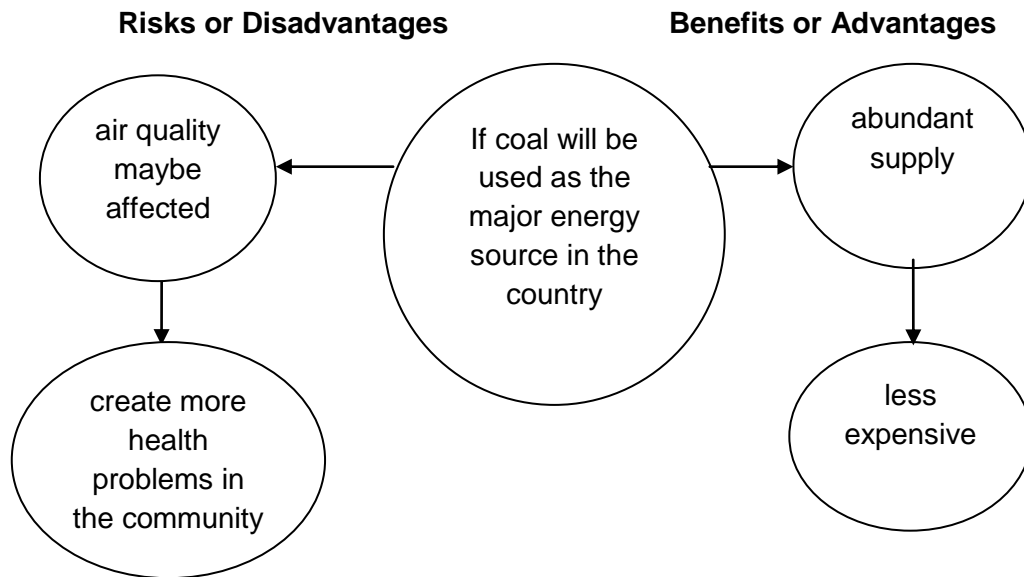 Risks or Disadvantages
Benefits or Advantages
air quality
maybe
affected
If coal will be
used as the
major energy
source in the
country
abundant
supply
create more
health
problems in
the community
less
expensive